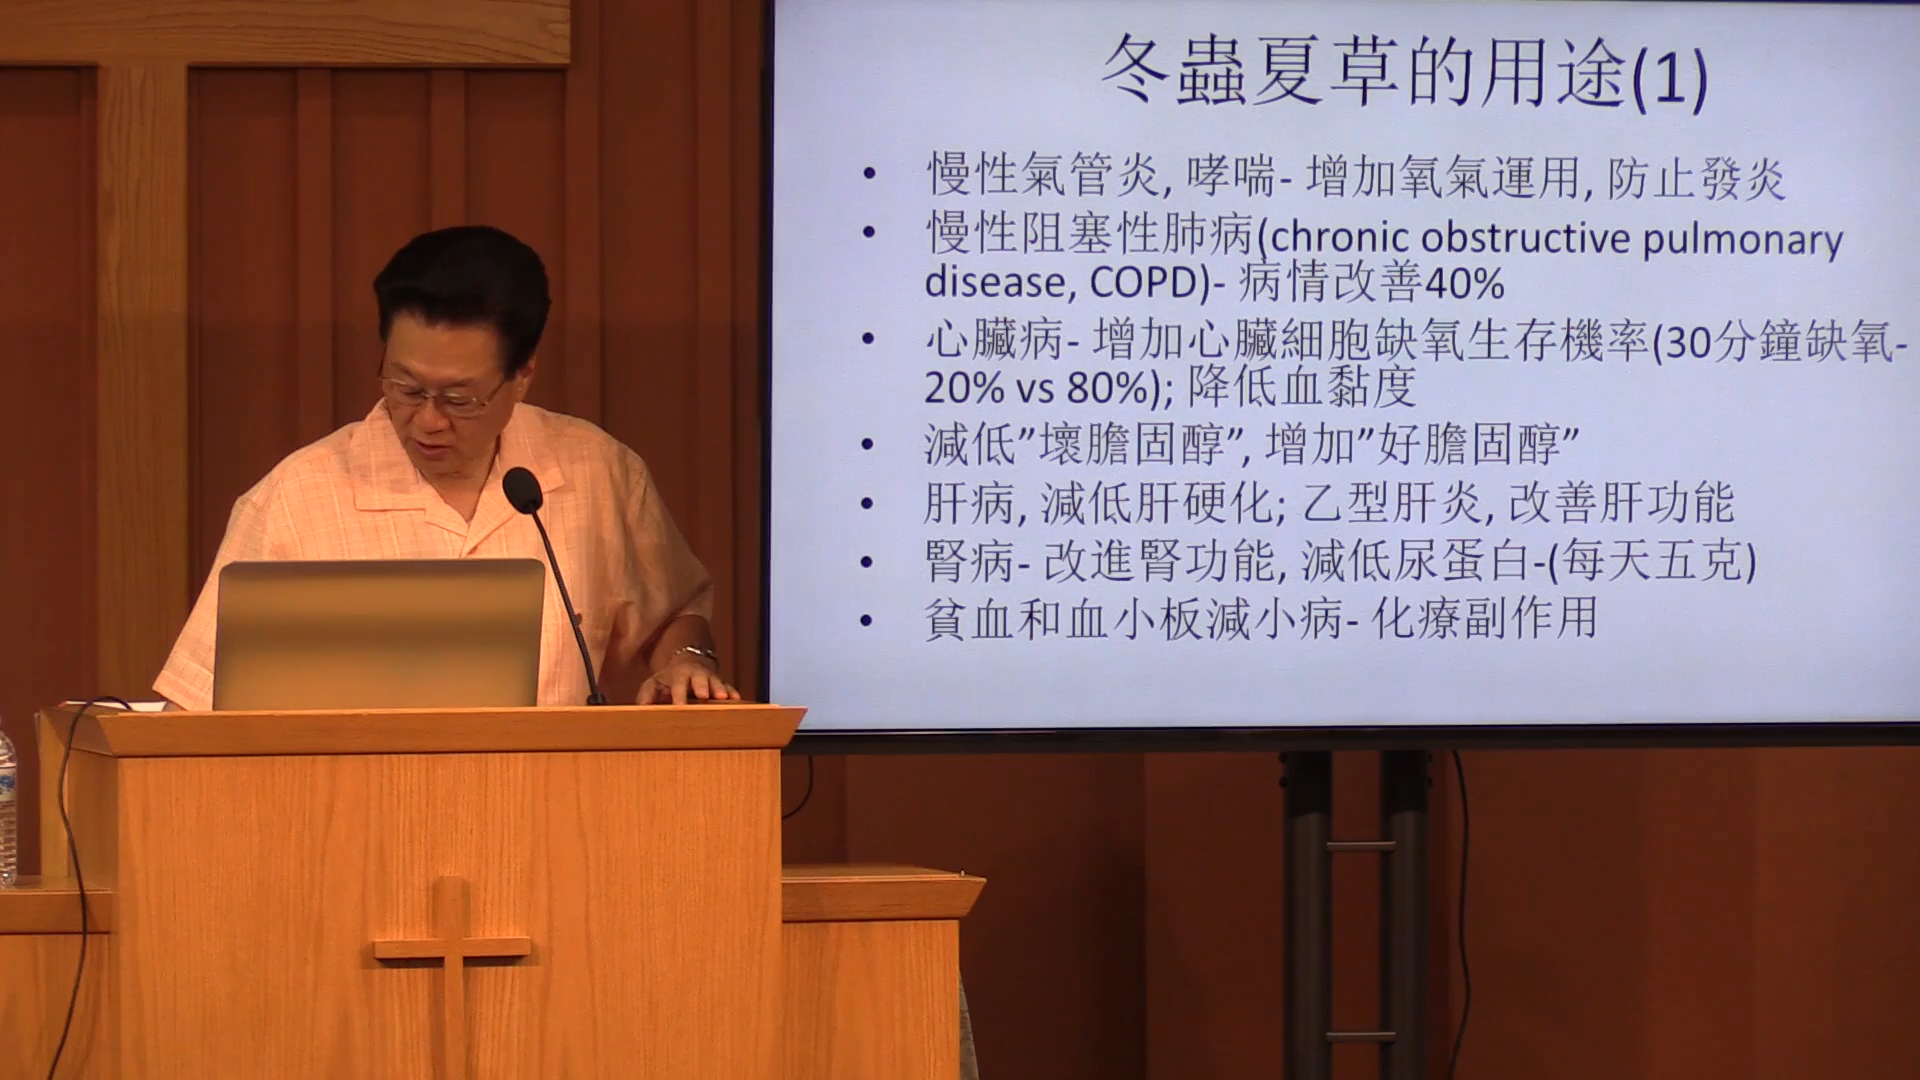 冬蟲夏草的用途(1)
• 慢性氣管炎, 哮喘- 增加氧氣運用, 防止發炎
• 慢性阻塞性肺病(chronic obstructive pulmonary
disease, COPD)- 病情改善40%
• 心臟病- 增加心臟細胞缺氧生存機率(30分鐘缺氧-
20% vs 80%); 降低血黏度
• 減低”壞膽固醇”, 增加”好膽固醇”
• 肝病, 減低肝硬化; 乙型肝炎, 改善肝功能
• 腎病- 改進腎功能, 減低尿蛋白-(每天五克)
• 貧血和血小板減小病- 化療副作用